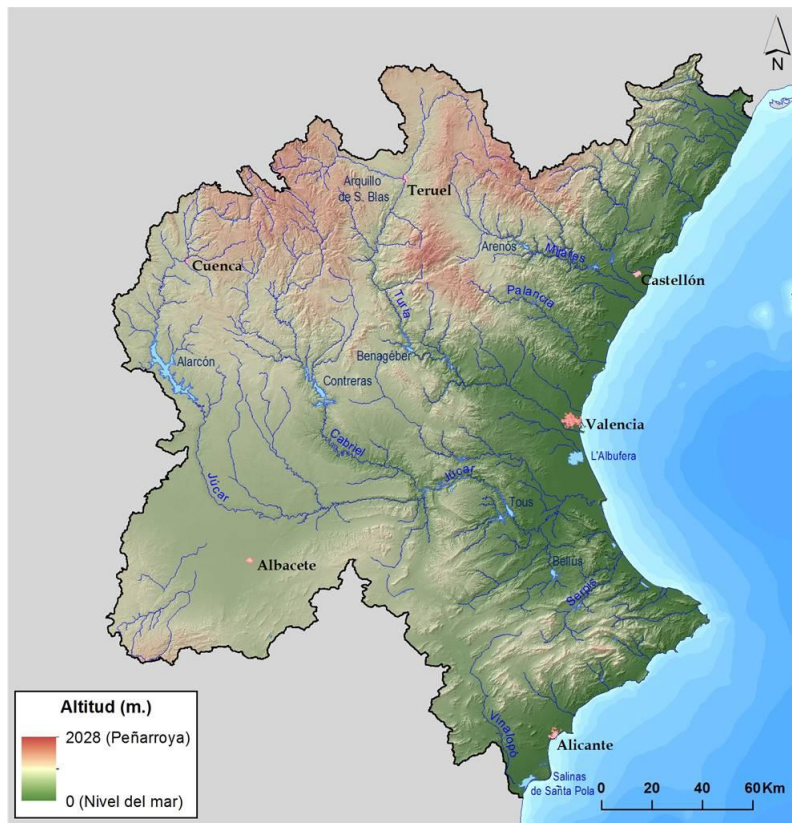 N
Arquillo
de S. Blas
Teruel
Arenós
Mijares
Cuenca
Castellón
Palancia
Turia
Benagéber
Alarcón
Contreras
Valencia
Cabriel
L'Albufera
Júcar
Júcar
Tous
Albacete
Bellús
Serpis
Altitud (m.)
2028 (Peñarroya)
0 (Nivel del mar)
Vinalopó
Alicante
Salinas
de Santa Pola
0 20 40 60 Km